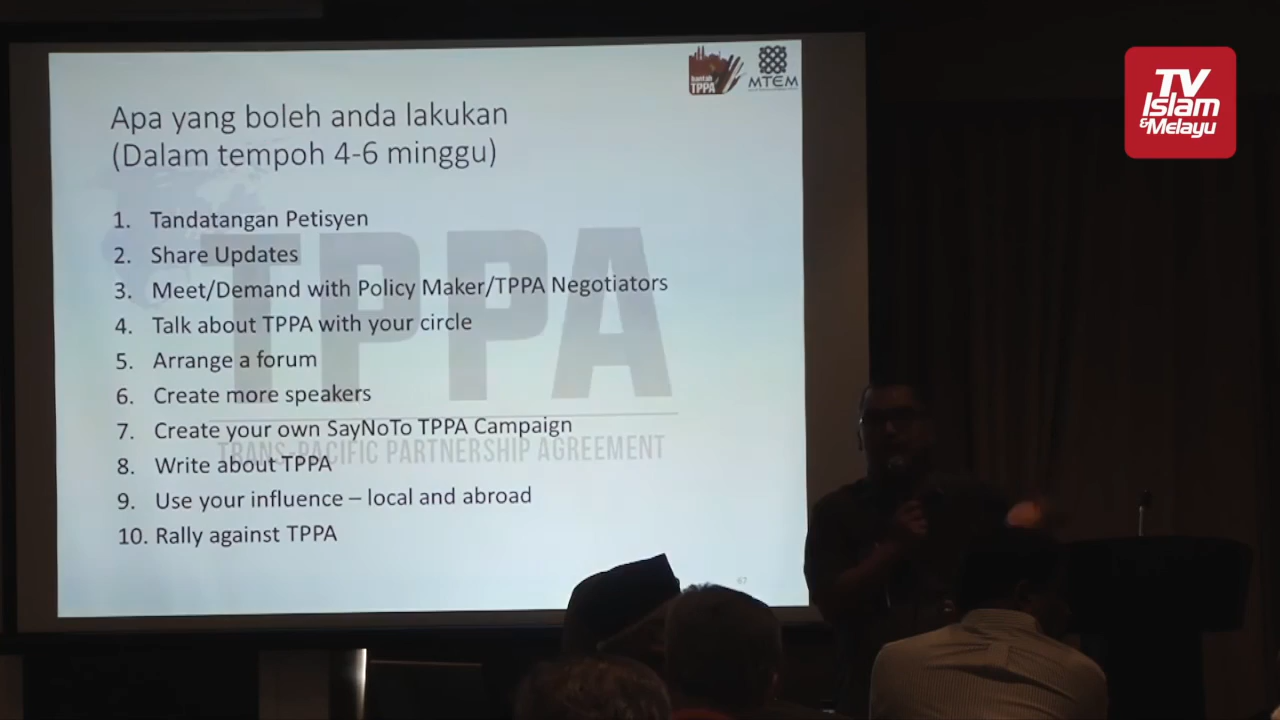 bantah
TPPA
MTEM
TV
Islam
&Melayu
Apa yang boleh anda lakukan
(Dalam tempoh 4-6 minggu)
1. Tandatangan Petisyen
2. Share Updates
3. Meet/Demand with Policy Maker/TPPA Negotiators
4. Talk about TPPA with your circle
5. Arrange a forum
6. Create more speakers
7. Create your own SayNoTo TPPA Campaign
8. Write about TPPA
9. Use your influence – local and abroad
10. Rally against TPPA
TPPA
TRANS-PACIFIC PARTNERSHIP AGREEMENT
67